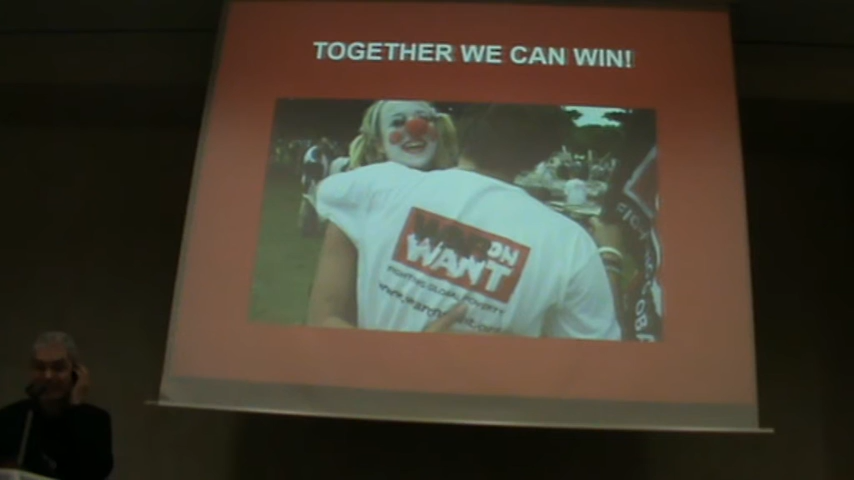 TOGETHER WE CAN WIN!
WAR ON
WANT
FIGHTING GLOBAL POVERTY